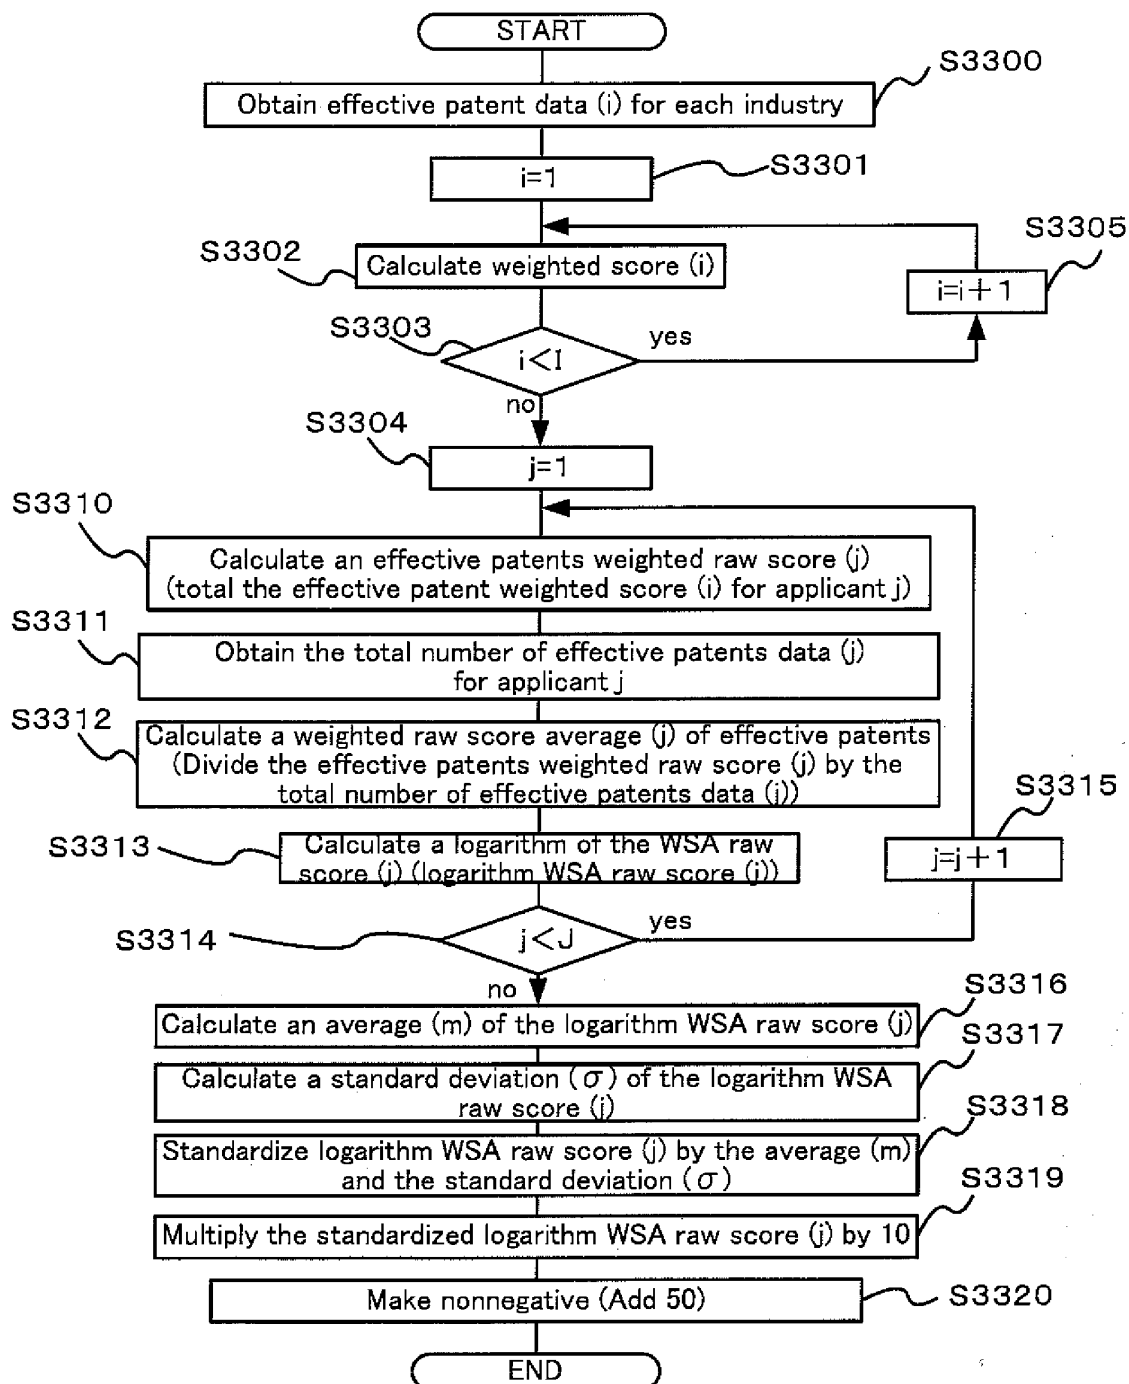 START
S3300
Obtain effective patent data (i) for each industry
S3301
i=1
S3302
Calculate weighted score (i)
S3305
i=i+1
S3303
i<I
yes
no
S3304
j=1
S3310
Calculate an effective patents weighted raw score (j)
(total the effective patent weighted score (i) for applicant j)
S3311
Obtain the total number of effective patents data (j)
for applicant j
S3312
Calculate a weighted raw score average (j) of effective patents
(Divide the effective patents weighted raw score (j) by the
total number of effective patents data (j))
S3315
j=j+1
S3313
Calculate a logarithm of the WSA raw
score (j) (logarithm WSA raw score (j))
S3314
j<J
yes
no
S3316
Calculate an average (m) of the logarithm WSA raw score (j)
S3317
Calculate a standard deviation (σ) of the logarithm WSA
raw score (j)
S3318
Standardize logarithm WSA raw score (j) by the average (m)
and the standard deviation (σ)
S3319
Multiply the standardized logarithm WSA raw score (j) by 10
Make nonnegative (Add 50)
S3320
END